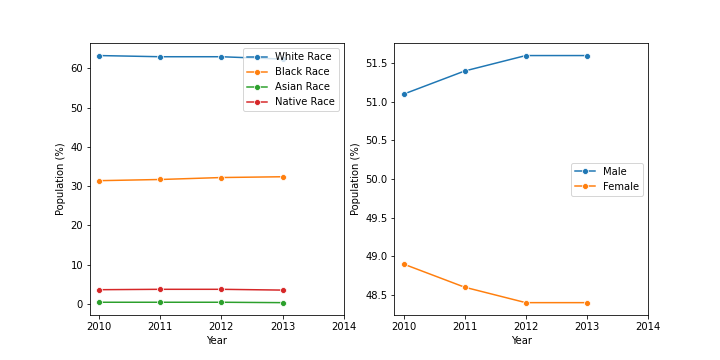 White Race
Black Race
Asian Race
Native Race
60
50
40
30
20
10
0
Population (%)
2010 2011 2012 2013 2014
Year
51.5
51.0
50.5
50.0
49.5
49.0
48.5
Population (%)
Male
Female
2010 2011 2012 2013 2014
Year